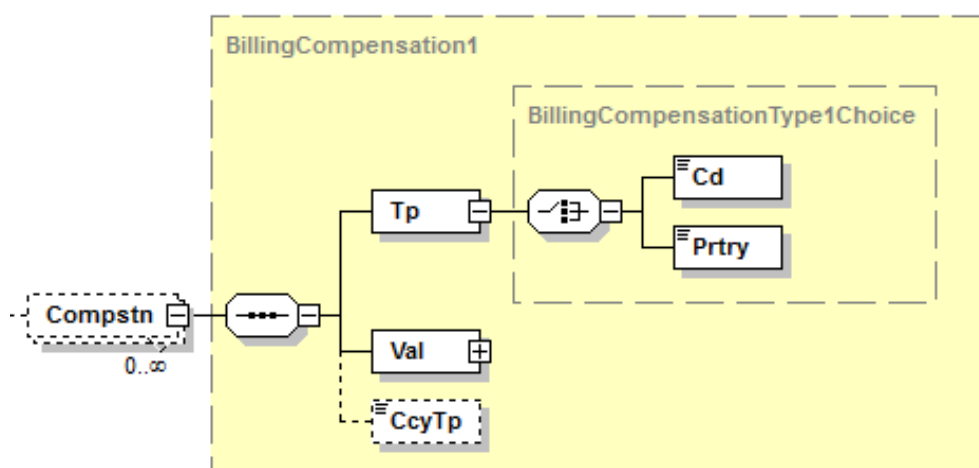 BillingCompensation1
BillingCompensationType1Choice
Cd
Tp
Prtry
Compstn
0..∞
Val
CcyTp